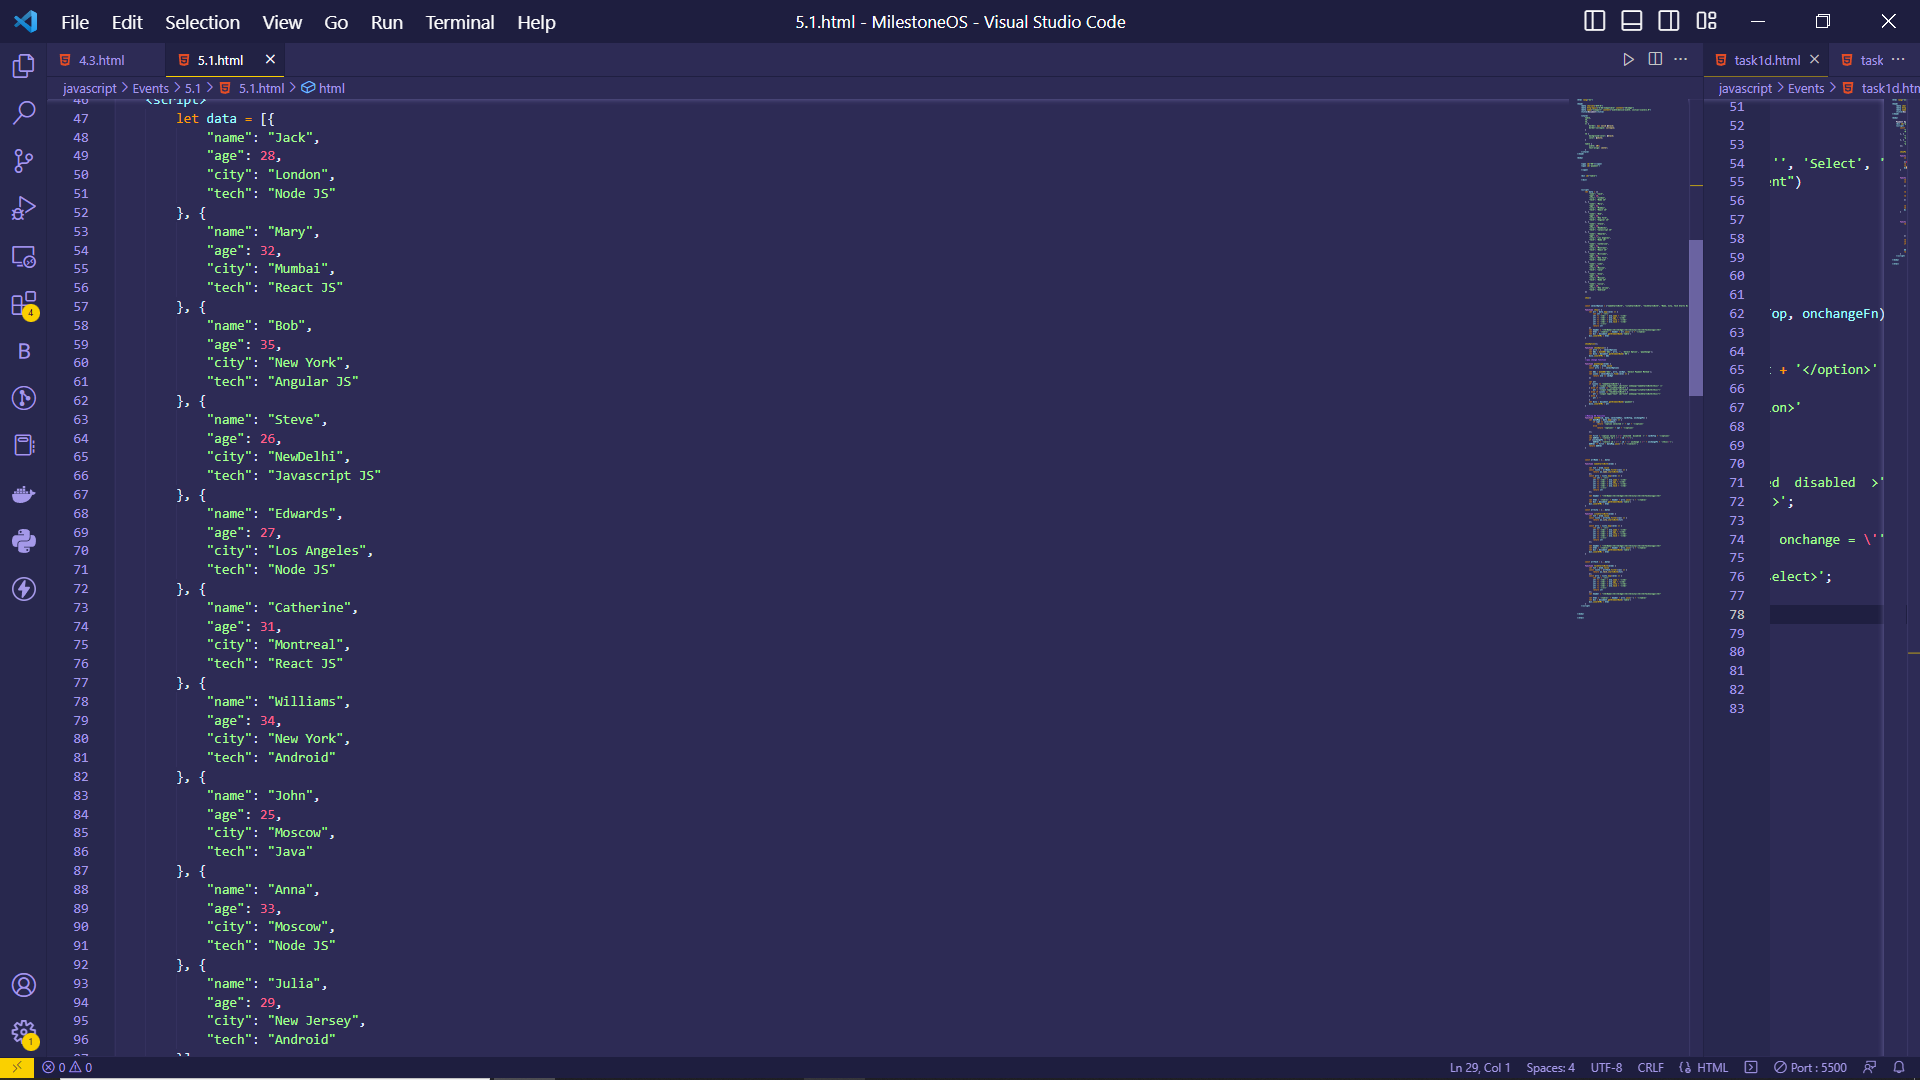 File Edit Selection View Go Run Terminal Help
5.1.html - MilestoneOS - Visual Studio Code
4.3.html
5.1.html
task1d.html
task
javascript > Events > 5.1 > 5.1.html > html
javascript > Events > task1d.htm
46 <script>
47 let data = [{
48 "name": "Jack",
49 "age": 28,
50 "city": "London",
51 "tech": "Node JS"
52 }, {
53 "name": "Mary",
54 "age": 32,
55 "city": "Mumbai",
56 "tech": "React JS"
57 }, {
58 "name": "Bob",
59 "age": 35,
60 "city": "New York",
61 "tech": "Angular JS"
62 }, {
63 "name": "Steve",
64 "age": 26,
65 "city": "NewDelhi",
66 "tech": "Javascript JS"
67 }, {
68 "name": "Edwards",
69 "age": 27,
70 "city": "Los Angeles",
71 "tech": "Node JS"
72 }, {
73 "name": "Catherine",
74 "age": 31,
75 "city": "Montreal",
76 "tech": "React JS"
77 }, {
78 "name": "Williams",
79 "age": 34,
80 "city": "New York",
81 "tech": "Android"
82 }, {
83 "name": "John",
84 "age": 25,
85 "city": "Moscow",
86 "tech": "Java"
87 }, {
88 "name": "Anna",
89 "age": 33,
90 "city": "Moscow",
91 "tech": "Node JS"
92 }, {
93 "name": "Julia",
94 "age": 29,
95 "city": "New Jersey",
96 "tech": "Android"
51
52
53
54 '', 'Select', '
55 ent")
56
57
58
59
60
61
62 op, onchangeFn)
63
64
65 + '</option>'
66
67 on>'
68
69
70
71 ed disabled >'
72 >';
73
74 onchange = \'
75
76 elect>';
77
78
79
80
81
82
83
4
1
0 0
Ln 29, Col 1 Spaces: 4 UTF-8 CRLF {} HTML Port : 5500